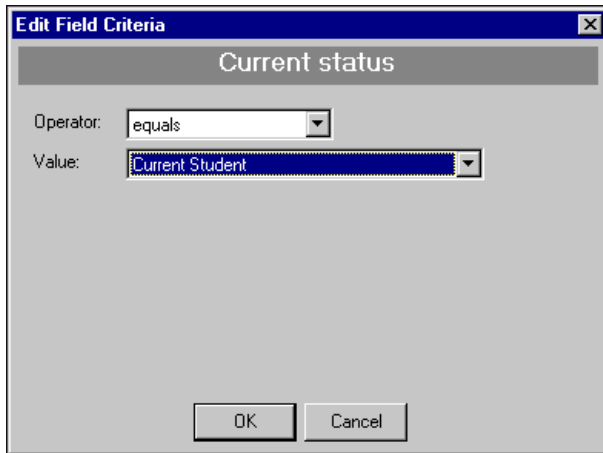 Edit Field Criteria
Current status
Operator: equals
Value: Current Student
OK Cancel